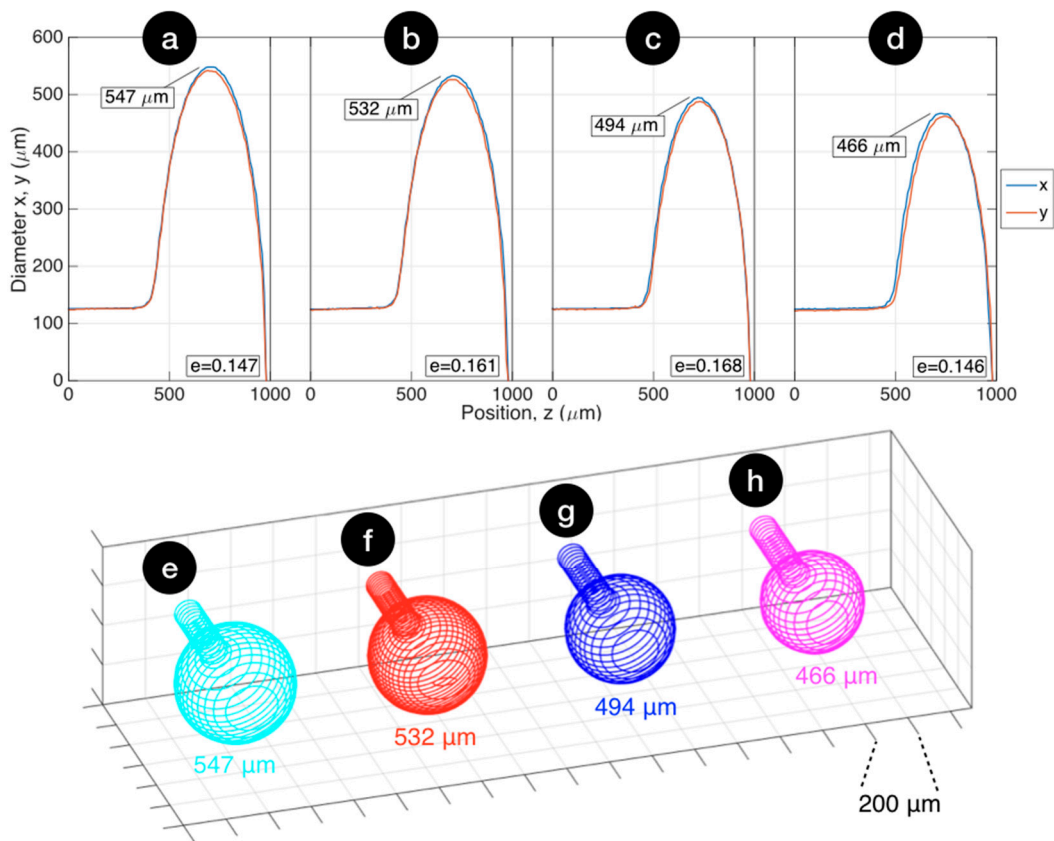 a b c d
600
500
400
300
200
100
0
Diameter x, y (μm)
547 μm
532 μm
494 μm
466 μm
x
y
e=0.147
e=0.161
e=0.168
e=0.146
0 500 1000
0 500 1000
0 500 1000
0 500 1000
Position, z (μm)
e f g h
547 μm
532 μm
494 μm
466 μm
200 μm